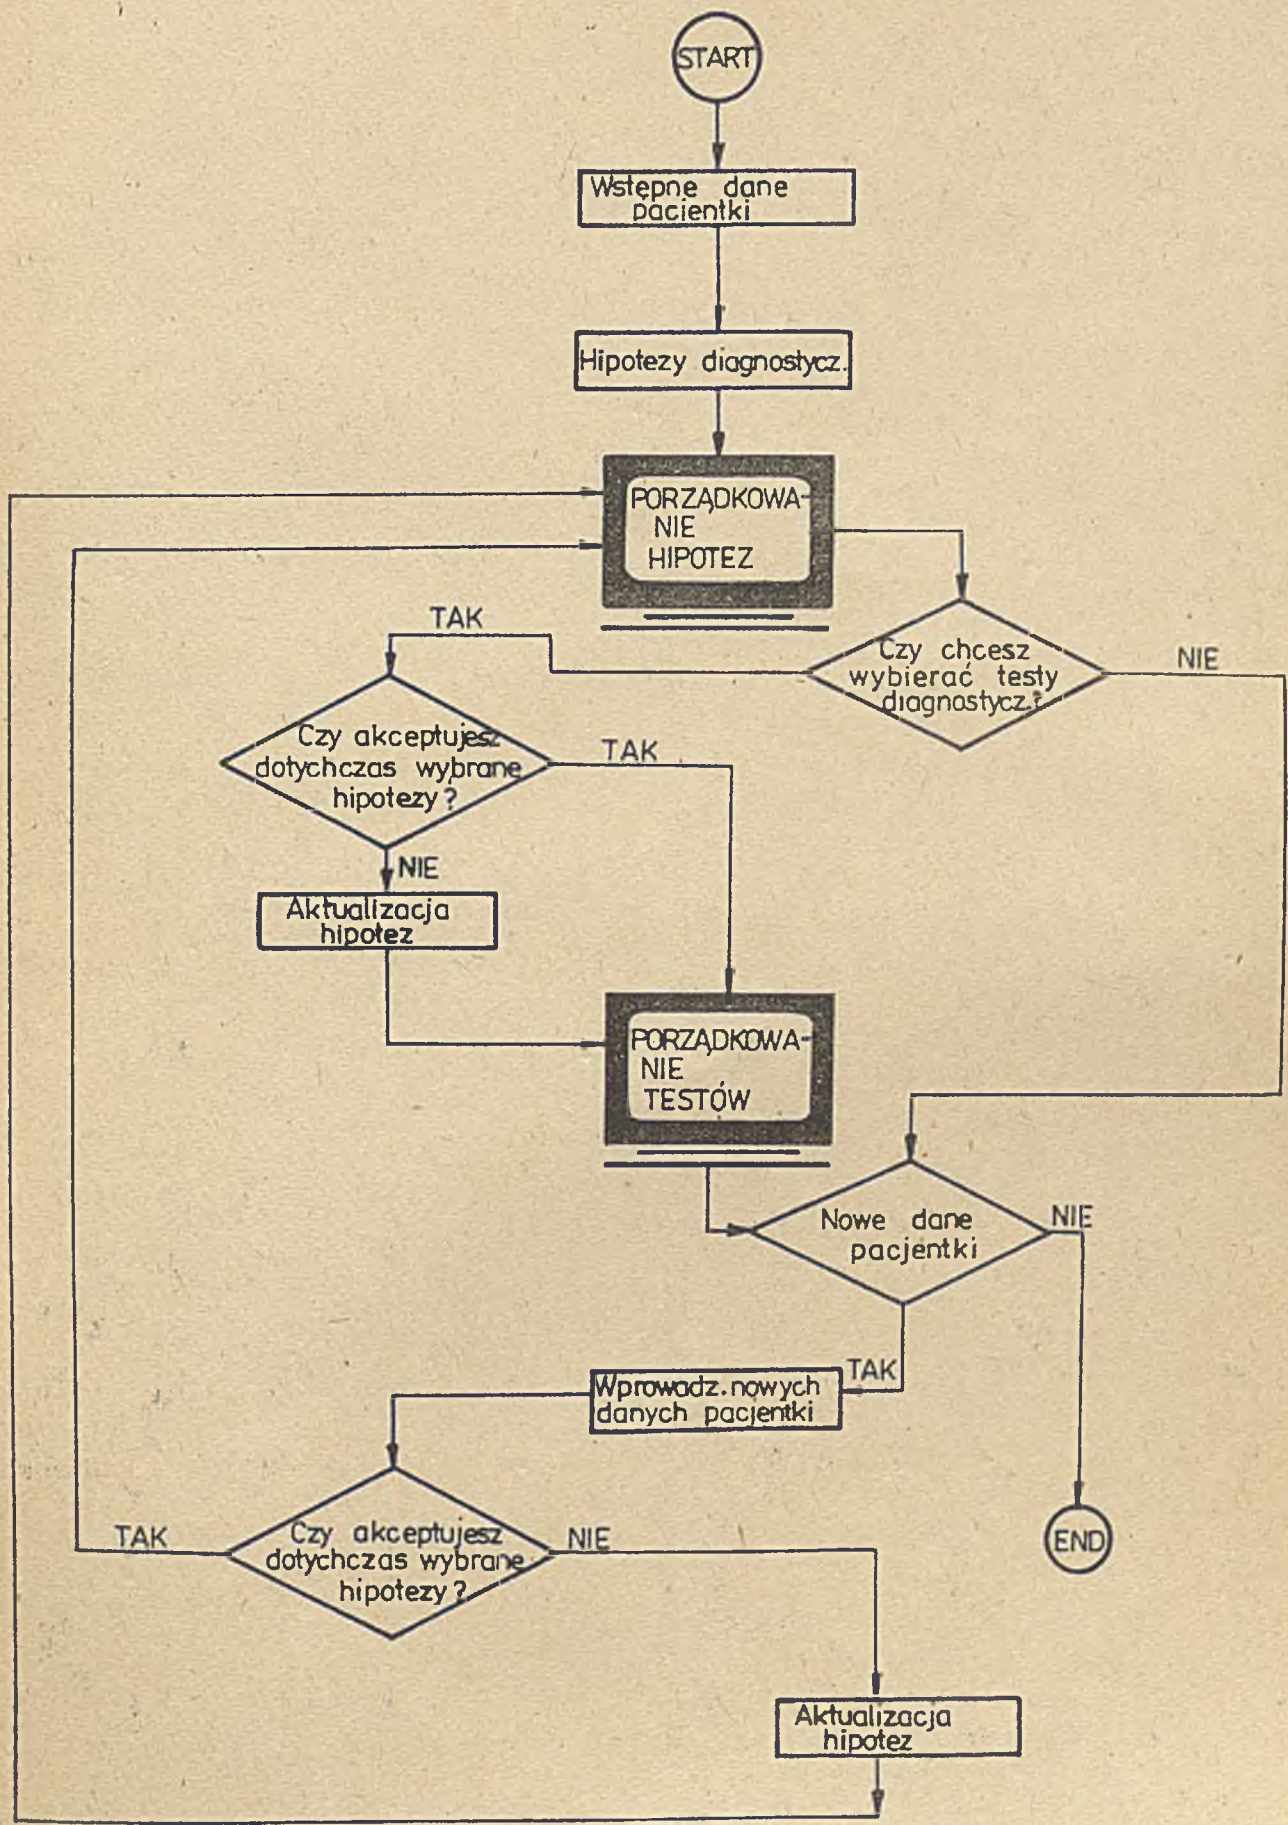 START
Wstępne dane
pacientki
Hipotezy diagnostycz.
PORZĄDKOWA-
NIE
HIPOTEZ
TAK
Czy chcesz
wybierać testy
diagnostycz.?
NIE
Czy akceptujesz
dotychczas wybrane
hipotezy?
TAK
NIE
Aktualizacja
hipotez
PORZĄDKOWA-
NIE
TESTÓW
Nowe dane
pacjentki
NIE
TAK
Wprowadz. nowych
danych pacjentki
TAK
Czy akceptujesz
dotychczas wybrane
hipotezy?
NIE
END
Aktualizacja
hipotez